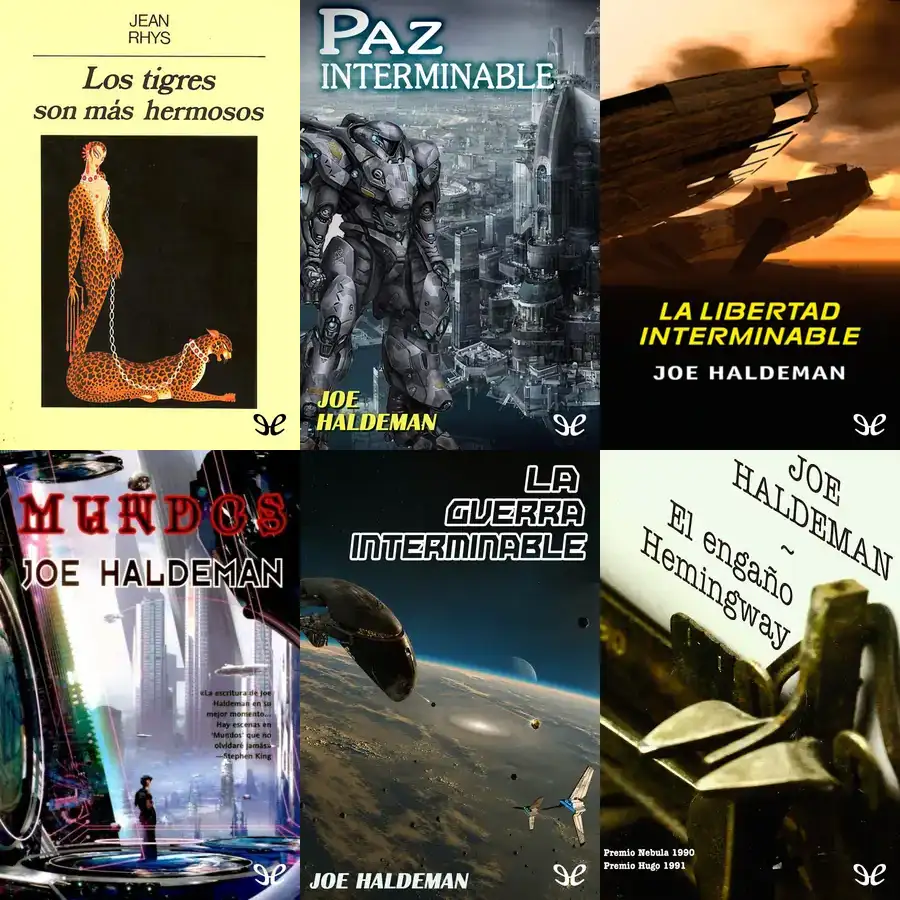 JEAN
RHYS
Los tigres
son más hermosos
PAZ
INTERMINABLE
JOE
HALDEMAN
LA LIBERTAD
INTERMINABLE
JOE HALDEMAN
MUNDOS
JOE HALDEMAN
«La escritura de Joe
Haldeman en su
mejor momento...
Hay escenas en
'Mundos' que no
olvidaré jamás»
—Stephen King
LA
GUERRA
INTERMINABLE
JOE HALDEMAN
JOE
HALDEMAN
~
El engaño
Hemingway
Premio Nebula 1990
Premio Hugo 1991